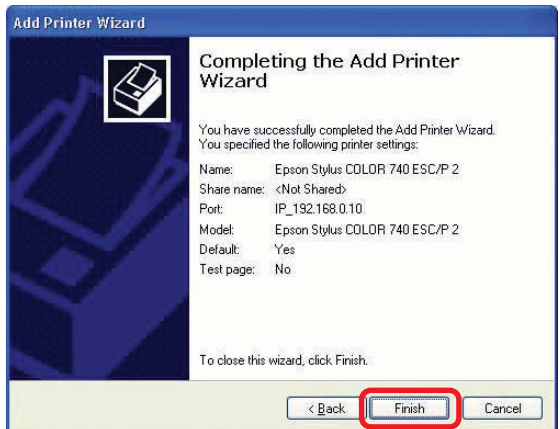 Add Printer Wizard
Completing the Add Printer
Wizard
You have successfully completed the Add Printer Wizard.
You specified the following printer settings:
Name: Epson Stylus COLOR 740 ESC/P 2
Share name: <Not Shared>
Port: IP_192.168.0.10
Model: Epson Stylus COLOR 740 ESC/P 2
Default: Yes
Test page: No
To close this wizard, click Finish.
< Back Finish Cancel